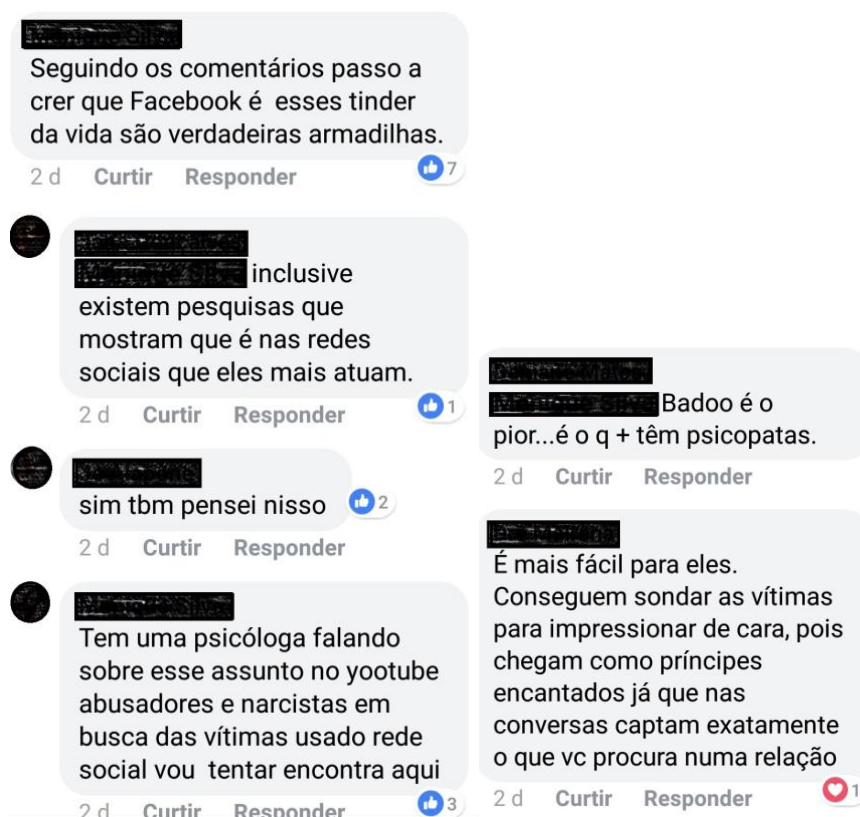 Seguindo os comentários passo a
crer que Facebook é esses tinder
da vida são verdadeiras armadilhas.
2 d Curtir Responder 7
inclusive
existem pesquisas que
mostram que é nas redes
sociais que eles mais atuam.
2 d Curtir Responder 1
sim tbm pensei nisso 2
2 d Curtir Responder
Tem uma psicóloga falando
sobre esse assunto no yootube
abusadores e narcistas em
busca das vítimas usado rede
social vou tentar encontra aqui
2 d Curtir Responder 3
Badoo é o
pior...é o q + têm psicopatas.
2 d Curtir Responder
É mais fácil para eles.
Conseguem sondar as vítimas
para impressionar de cara, pois
chegam como príncipes
encantados já que nas
conversas captam exatamente
o que vc procura numa relação
2 d Curtir Responder 1